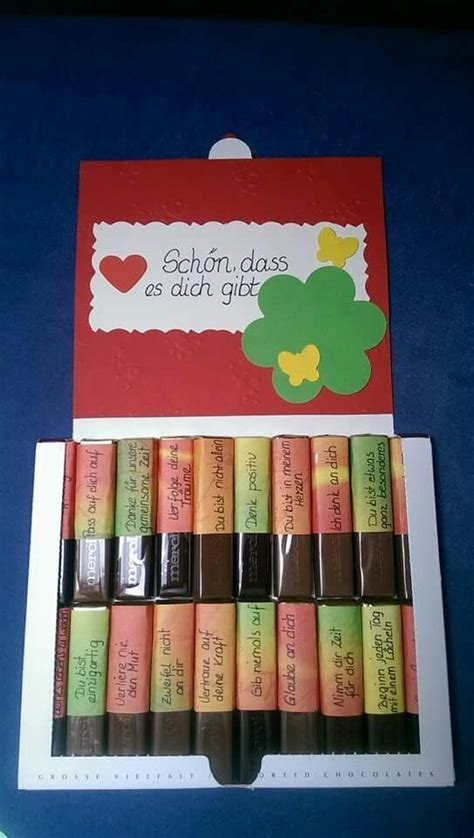 Schön, dass
es dich gibt
Pass auf dich auf
Danke für unsere
gemeinsame Zeit
Verfolge deine
Träume
Du bist nicht allein
Denk positiv
Du bist in meinem
Herzen
Ich denk an dich
Du bist etwas
ganz besonderes
merci
merci
merci
Du bist
einzigartig
Verliere nie
den Mut
Zweifel nicht
an dir
Vertraue auf
deine Kraft
Gib niemals auf
Glaube an dich
Nimm dir Zeit
für dich
Beginn jeden Tag
mit einem Lächeln
GROSSE VIELFALT
CHOCOLATES